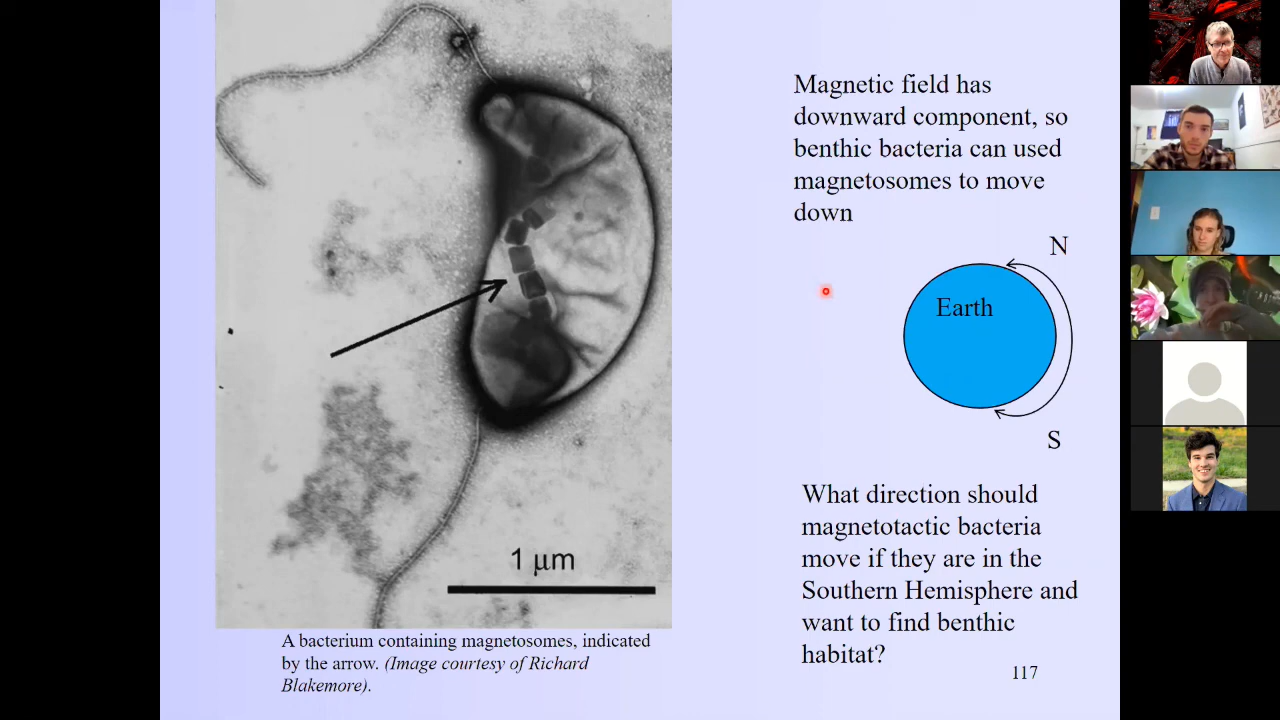 Magnetic field has
downward component, so
benthic bacteria can used
magnetosomes to move
down
N
Earth
S
What direction should
magnetotactic bacteria
move if they are in the
Southern Hemisphere and
want to find benthic
habitat?
117
1 μm
A bacterium containing magnetosomes, indicated
by the arrow. (Image courtesy of Richard
Blakemore).